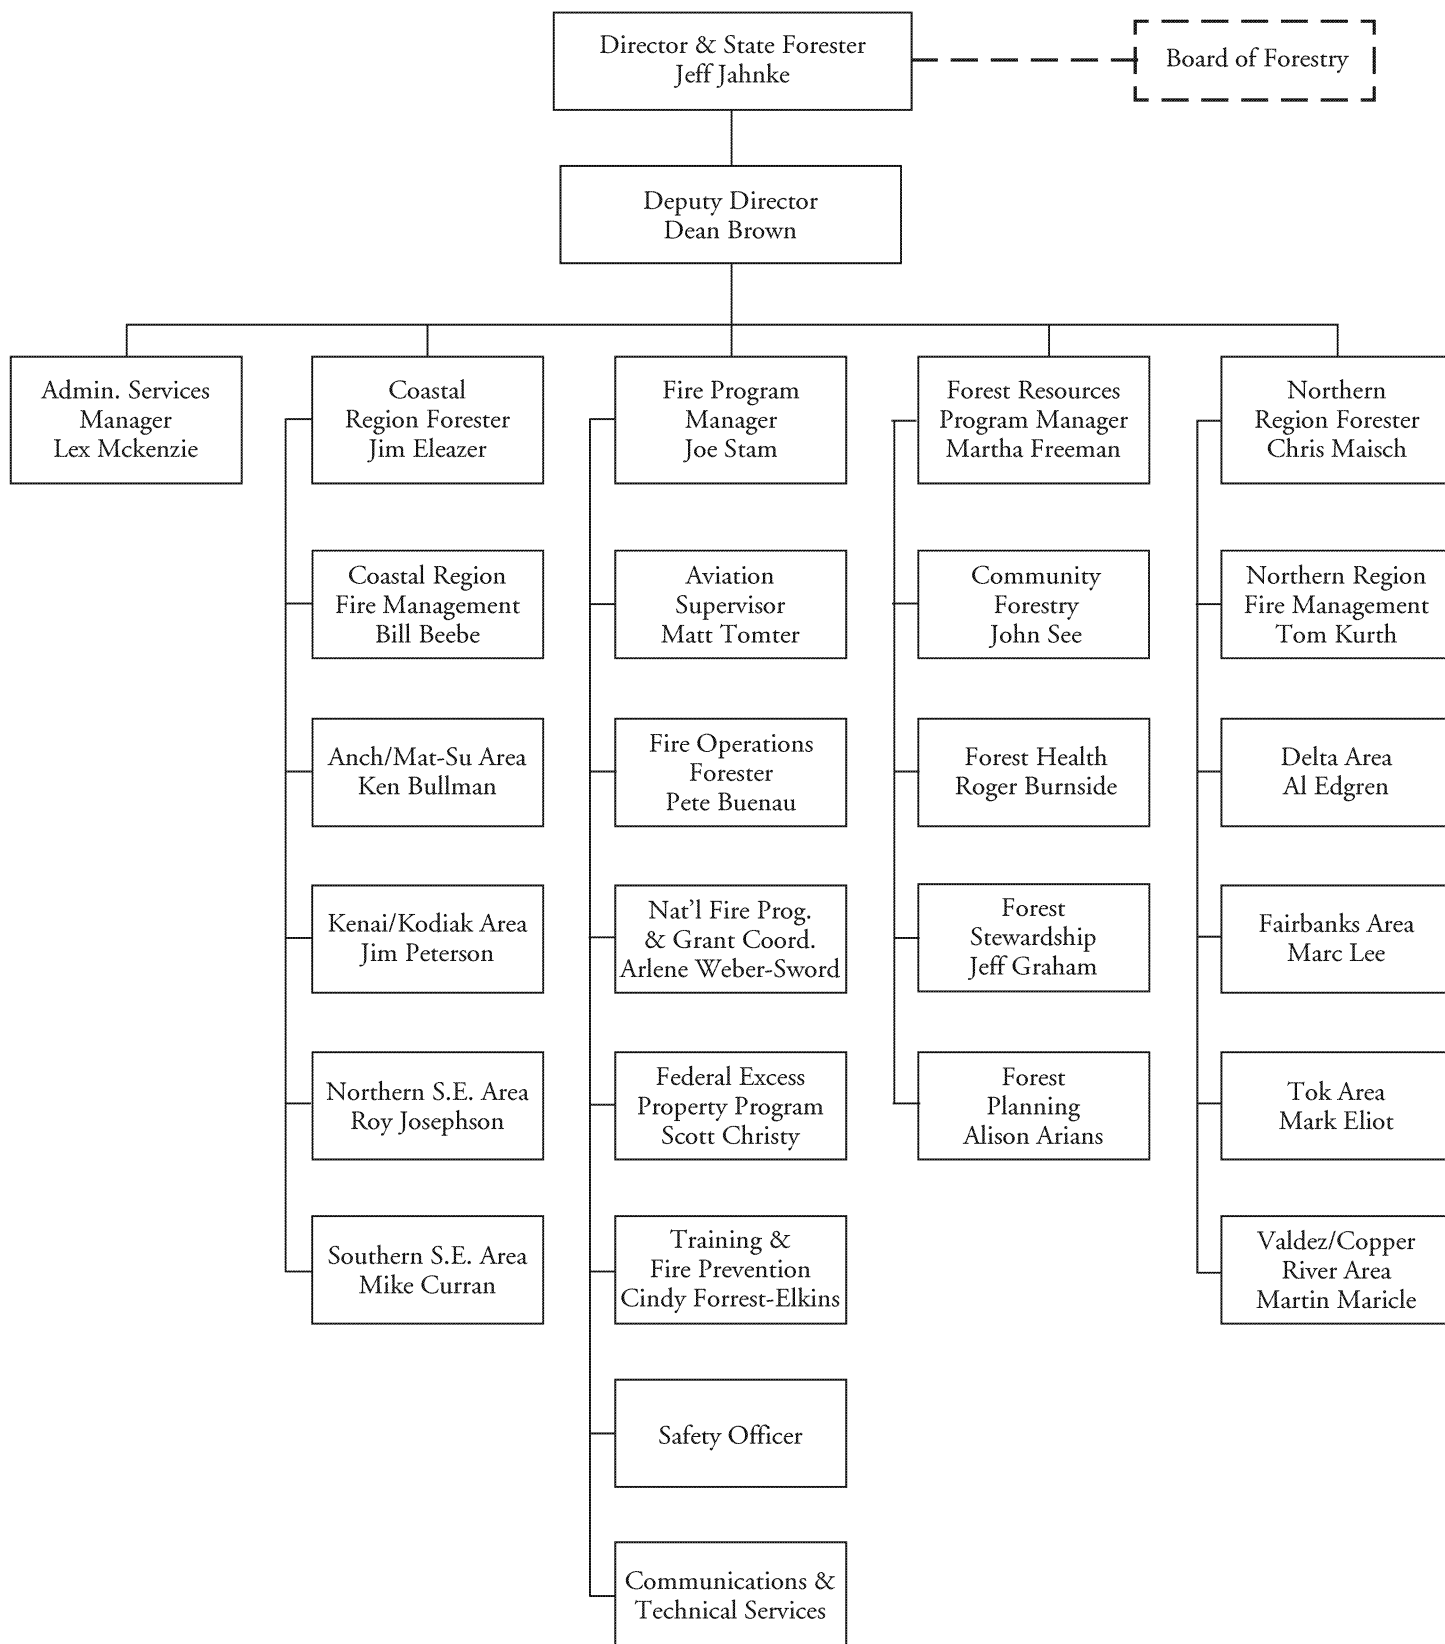 Director & State Forester
Jeff Jahnke
Board of Forestry
Deputy Director
Dean Brown
Admin. Services
Manager
Lex Mckenzie
Coastal
Region Forester
Jim Eleazer
Fire Program
Manager
Joe Stam
Forest Resources
Program Manager
Martha Freeman
Northern
Region Forester
Chris Maisch
Coastal Region
Fire Management
Bill Beebe
Aviation
Supervisor
Matt Tomter
Community
Forestry
John See
Northern Region
Fire Management
Tom Kurth
Anch/Mat-Su Area
Ken Bullman
Fire Operations
Forester
Pete Buenau
Forest Health
Roger Burnside
Delta Area
Al Edgren
Kenai/Kodiak Area
Jim Peterson
Nat'l Fire Prog.
& Grant Coord.
Arlene Weber-Sword
Forest
Stewardship
Jeff Graham
Fairbanks Area
Marc Lee
Northern S.E. Area
Roy Josephson
Federal Excess
Property Program
Scott Christy
Forest
Planning
Alison Arians
Tok Area
Mark Eliot
Southern S.E. Area
Mike Curran
Training &
Fire Prevention
Cindy Forrest-Elkins
Valdez/Copper
River Area
Martin Maricle
Safety Officer
Communications &
Technical Services